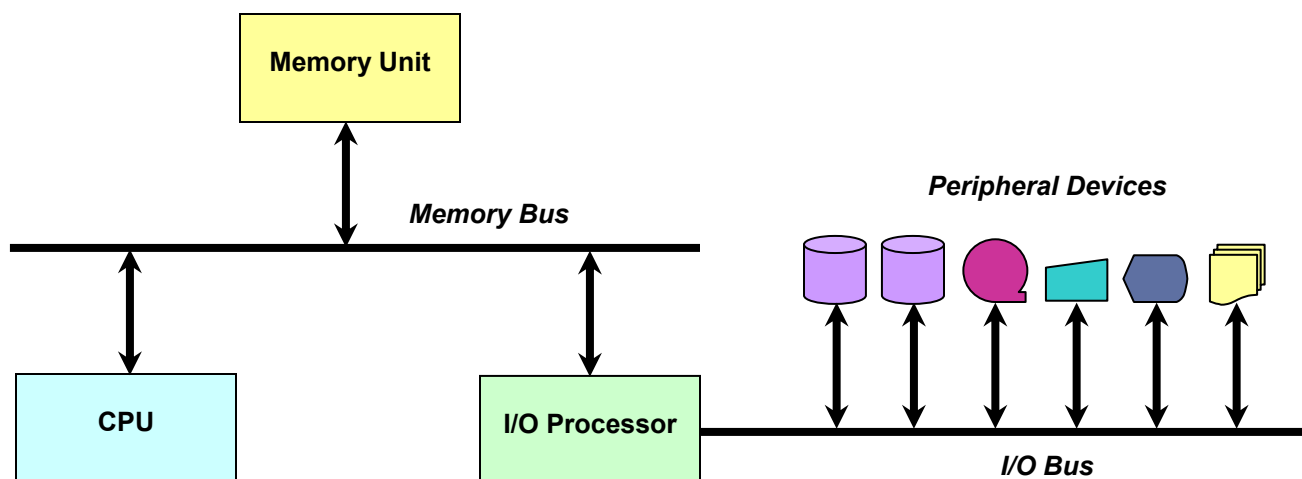 Memory Unit
Peripheral Devices
Memory Bus
CPU
I/O Processor
I/O Bus